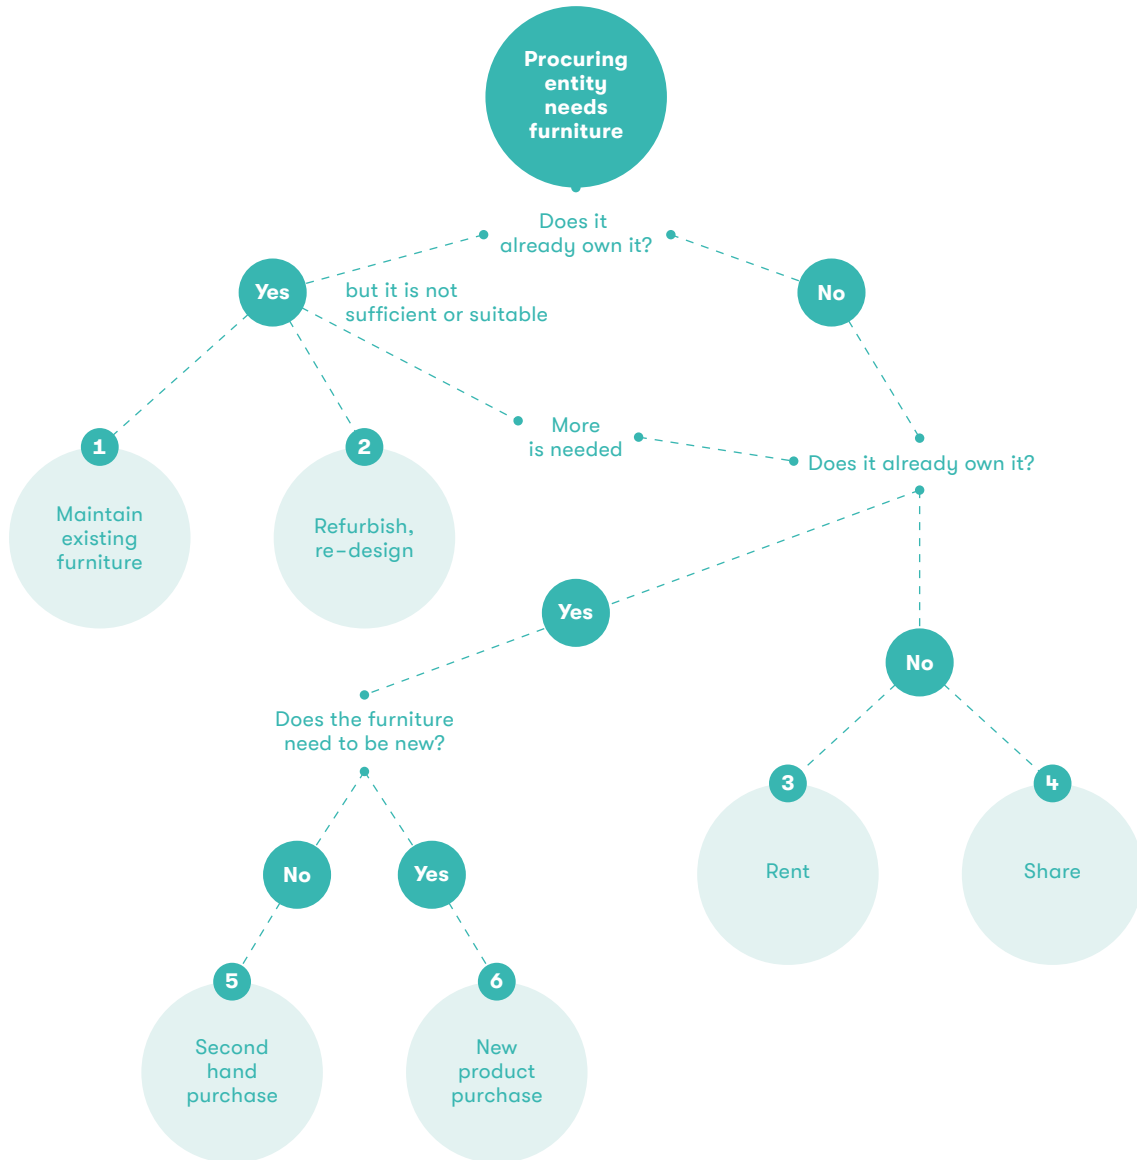 Procuring
entity
needs
furniture
Does it
already own it?
Yes
but it is not
sufficient or suitable
No
More
is needed
Does it already own it?
1
Maintain
existing
furniture
2
Refurbish,
re-design
Yes
No
Does the furniture
need to be new?
3
Rent
4
Share
No
Yes
5
Second
hand
purchase
6
New
product
purchase